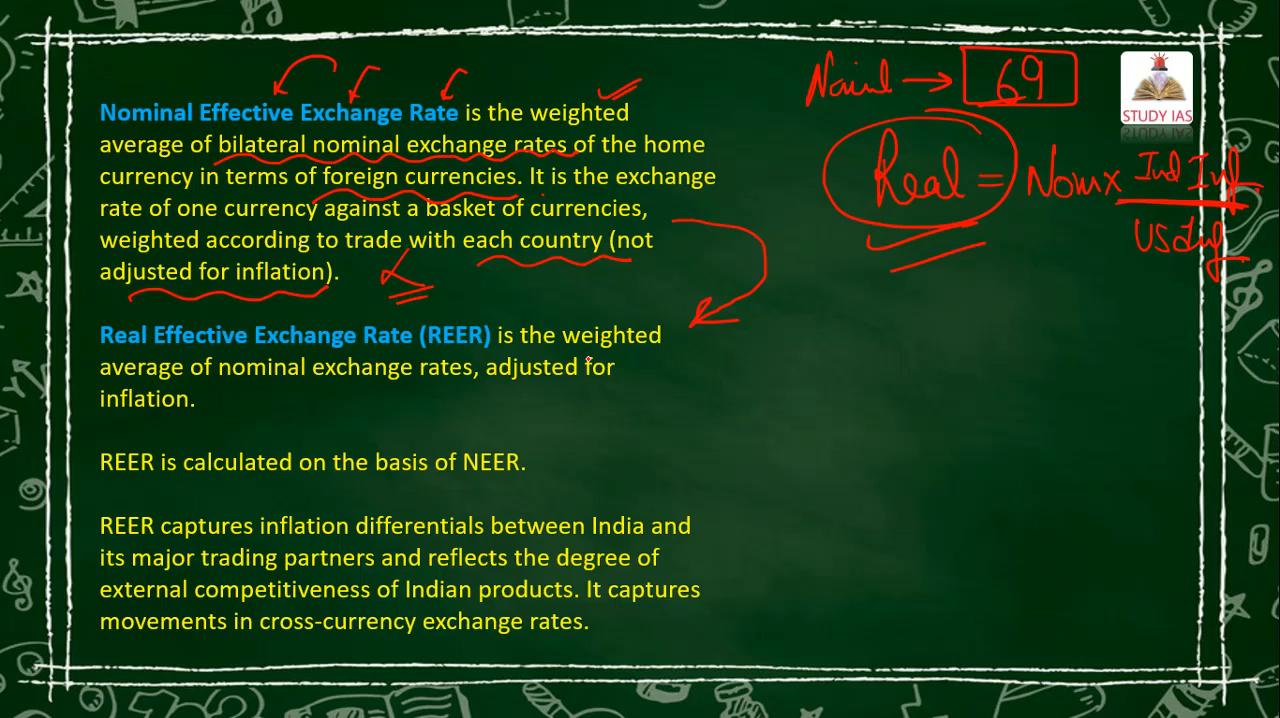 Nominal Effective Exchange Rate is the weighted
average of bilateral nominal exchange rates of the home
currency in terms of foreign currencies. It is the exchange
rate of one currency against a basket of currencies,
weighted according to trade with each country (not
adjusted for inflation).
Real Effective Exchange Rate (REER) is the weighted
average of nominal exchange rates, adjusted for
inflation.
REER is calculated on the basis of NEER.
REER captures inflation differentials between India and
its major trading partners and reflects the degree of
external competitiveness of Indian products. It captures
movements in cross-currency exchange rates.
→ 69
Real = Nom x Ind Inf
US Inf
STUDY IAS